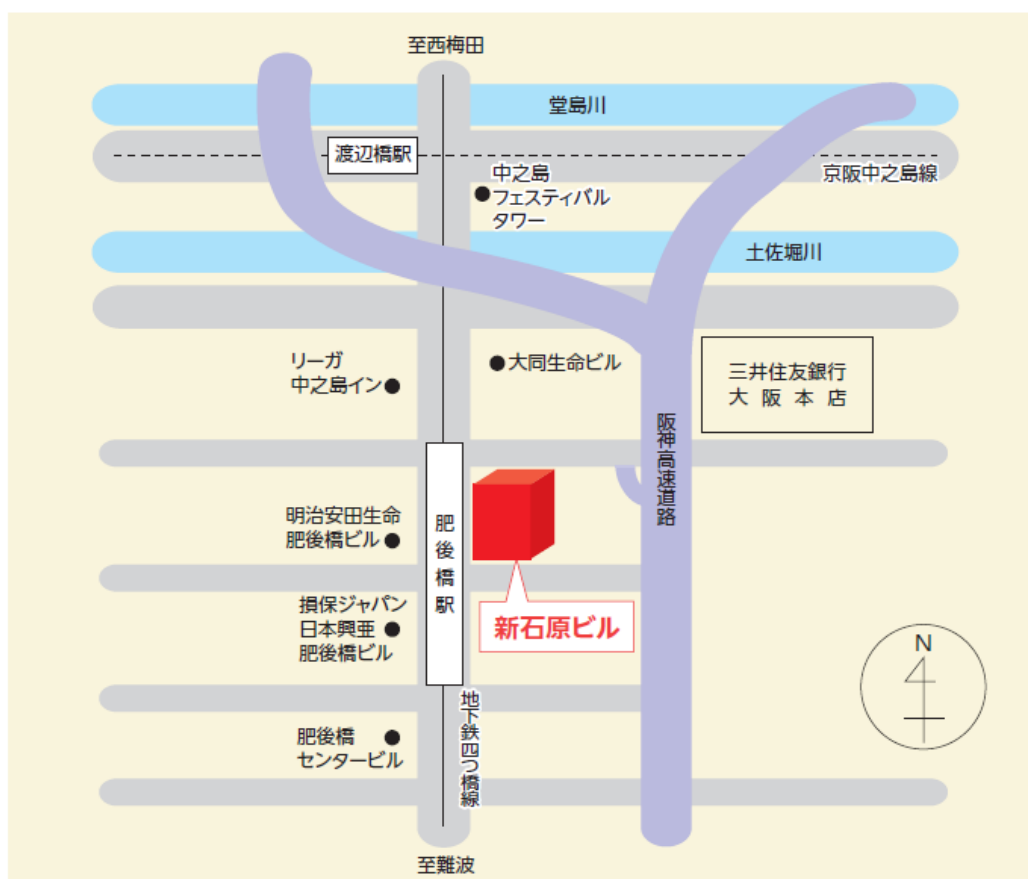 至西梅田
堂島川
渡辺橋駅
京阪中之島線
中之島
フェスティバル
タワー
土佐堀川
リーガ
中之島イン
大同生命ビル
三井住友銀行
大阪本店
阪神高速道路
明治安田生命
肥後橋ビル
肥後橋駅
新石原ビル
損保ジャパン
日本興亜
肥後橋ビル
N
肥後橋
センタービル
地下鉄四つ橋線
至難波